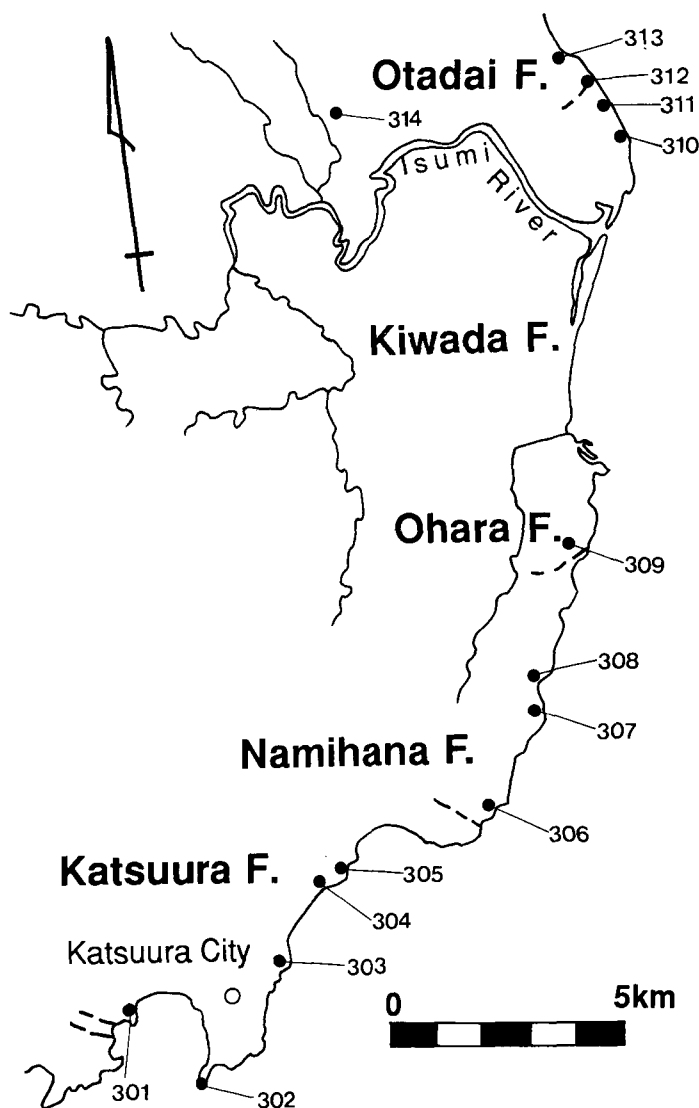 313
Otadai F.
312
311
314
310
Isumi
River
Kiwada F.
Ohara F.
309
308
307
Namihana F.
306
Katsuura F.
305
304
Katsuura City
303
0 5km
301
302